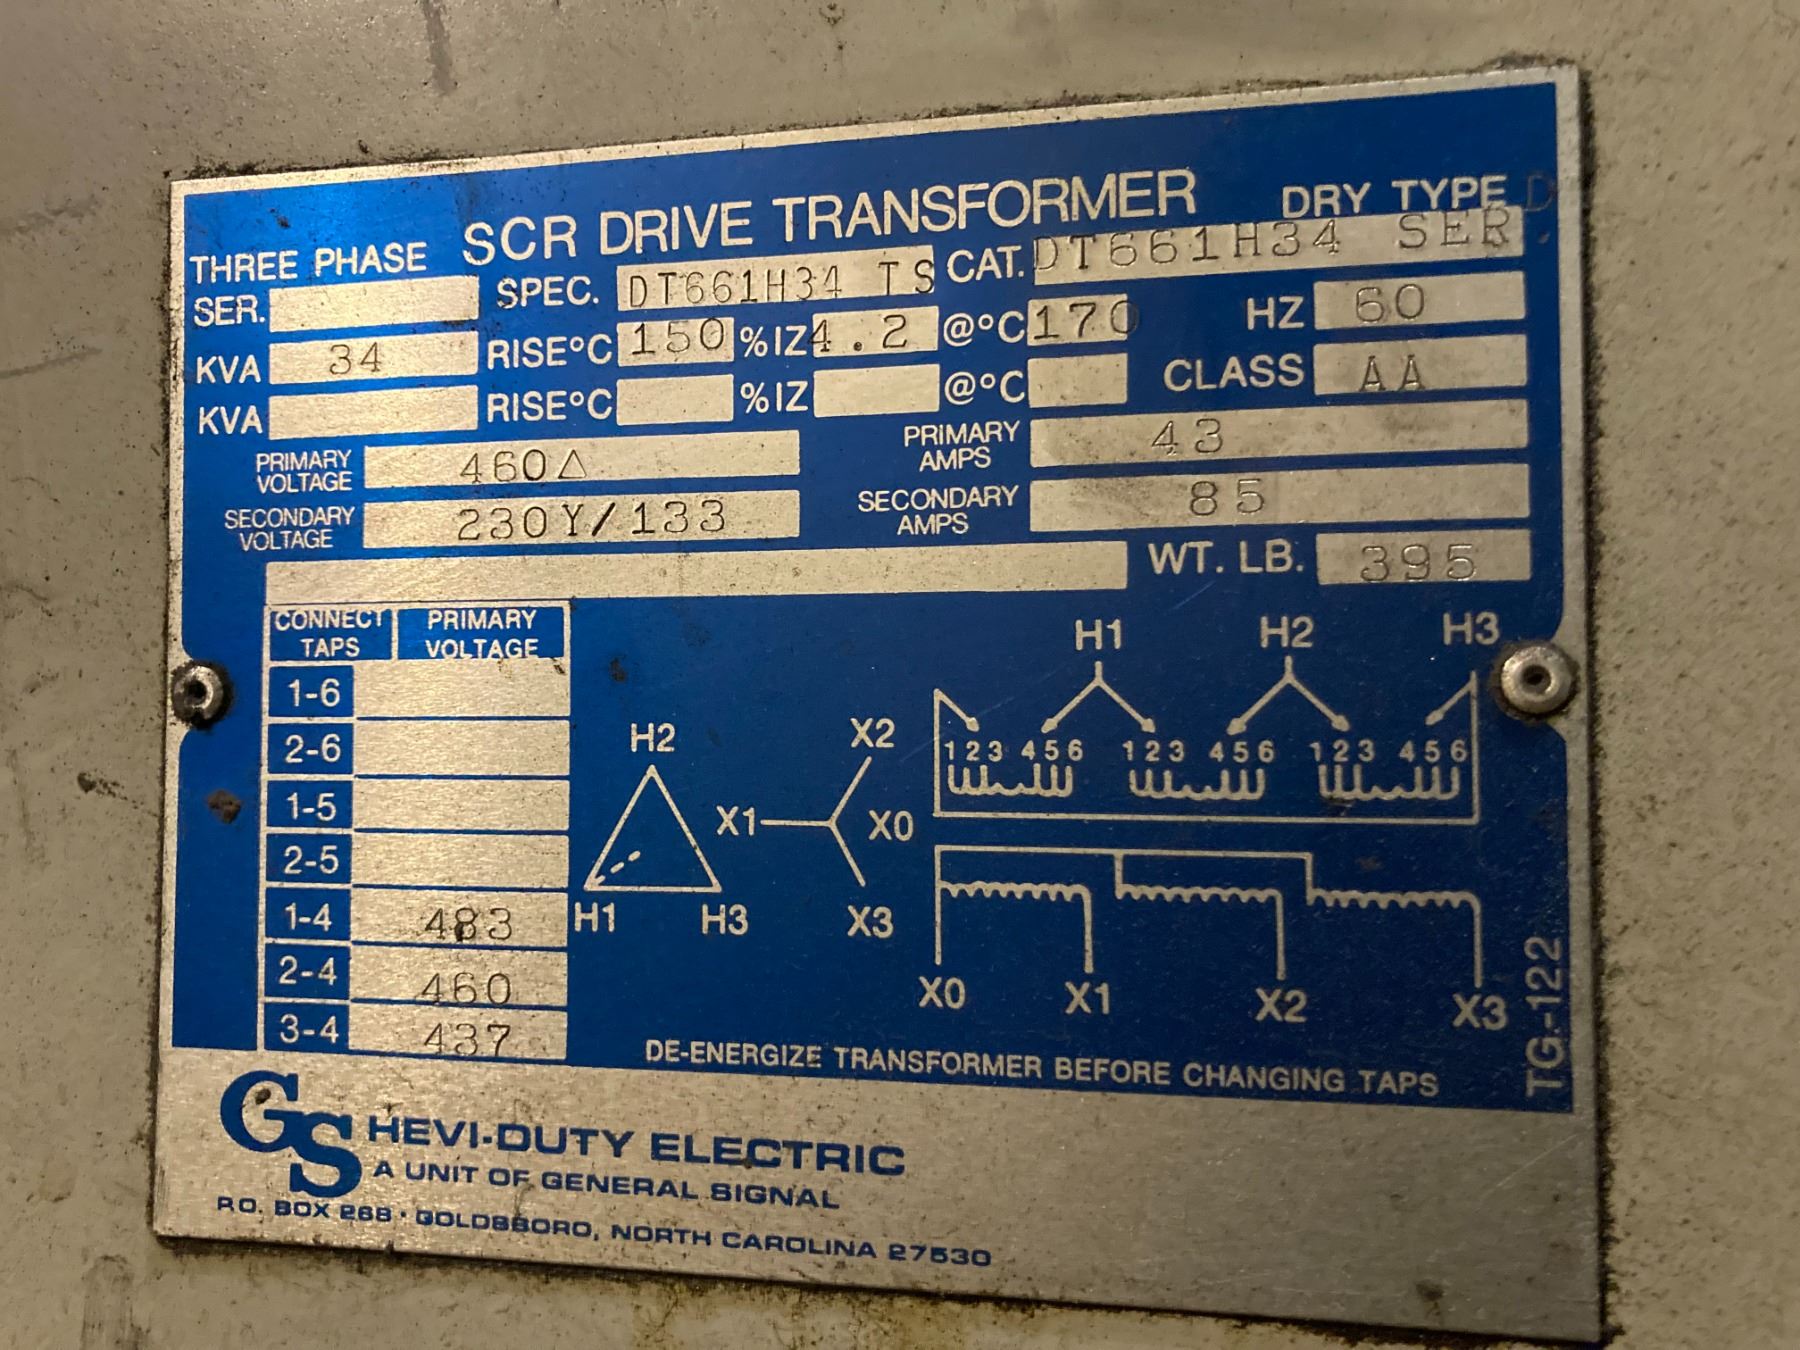 THREE PHASE SCR DRIVE TRANSFORMER DRY TYPE
SER. SPEC. DT661H34 TS CAT. DT661H34 SER. D
KVA 34 RISE°C 150 %IZ 4.2 @°C 170 HZ 60
KVA RISE°C %IZ @°C CLASS AA
PRIMARY VOLTAGE 460△ PRIMARY AMPS 43
SECONDARY VOLTAGE 230Y/133 SECONDARY AMPS 85
WT. LB. 395
CONNECT TAPS PRIMARY VOLTAGE
1-6
2-6
1-5
2-5
1-4 483
2-4 460
3-4 437
H2
H1 H3
X2
X1 X0
X3
H1 H2 H3
1 2 3 4 5 6 1 2 3 4 5 6 1 2 3 4 5 6
X0 X1 X2 X3
DE-ENERGIZE TRANSFORMER BEFORE CHANGING TAPS
TG-122
GS HEVI-DUTY ELECTRIC
A UNIT OF GENERAL SIGNAL
P.O. BOX 268 · GOLDSBORO, NORTH CAROLINA 27530